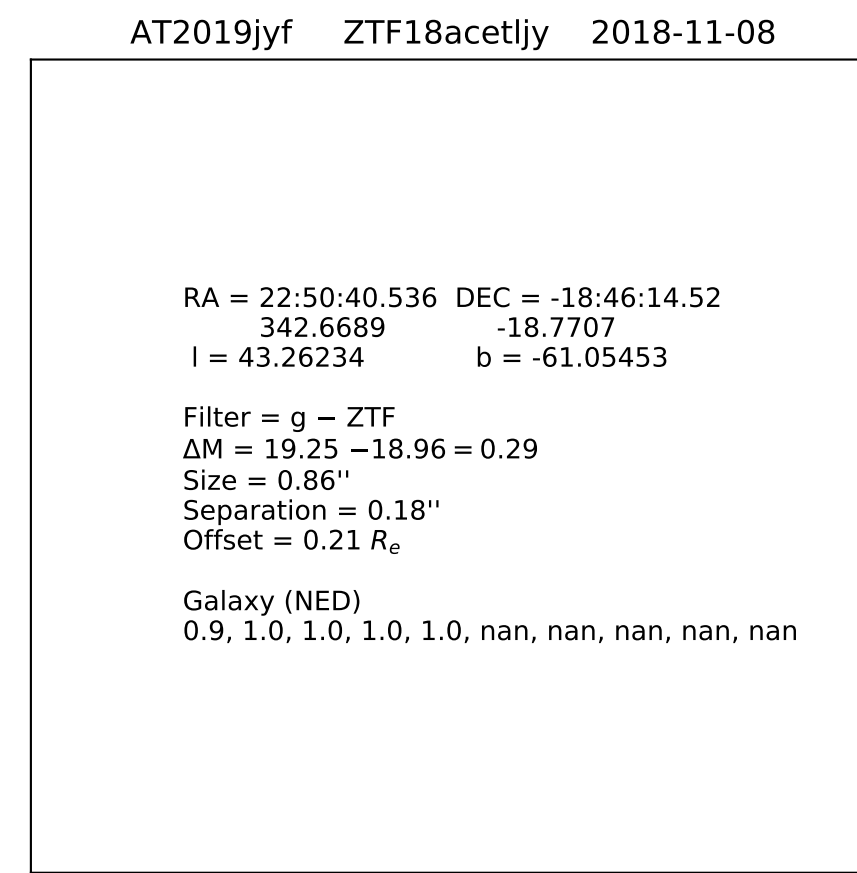 AT2019jyf ZTF18acetljy 2018-11-08
RA = 22:50:40.536 DEC = -18:46:14.52
342.6689 -18.7707
l = 43.26234 b = -61.05453
Filter = g − ZTF
ΔM = 19.25 −18.96 = 0.29
Size = 0.86''
Separation = 0.18''
Offset = 0.21 Rₑ
Galaxy (NED)
0.9, 1.0, 1.0, 1.0, 1.0, nan, nan, nan, nan, nan